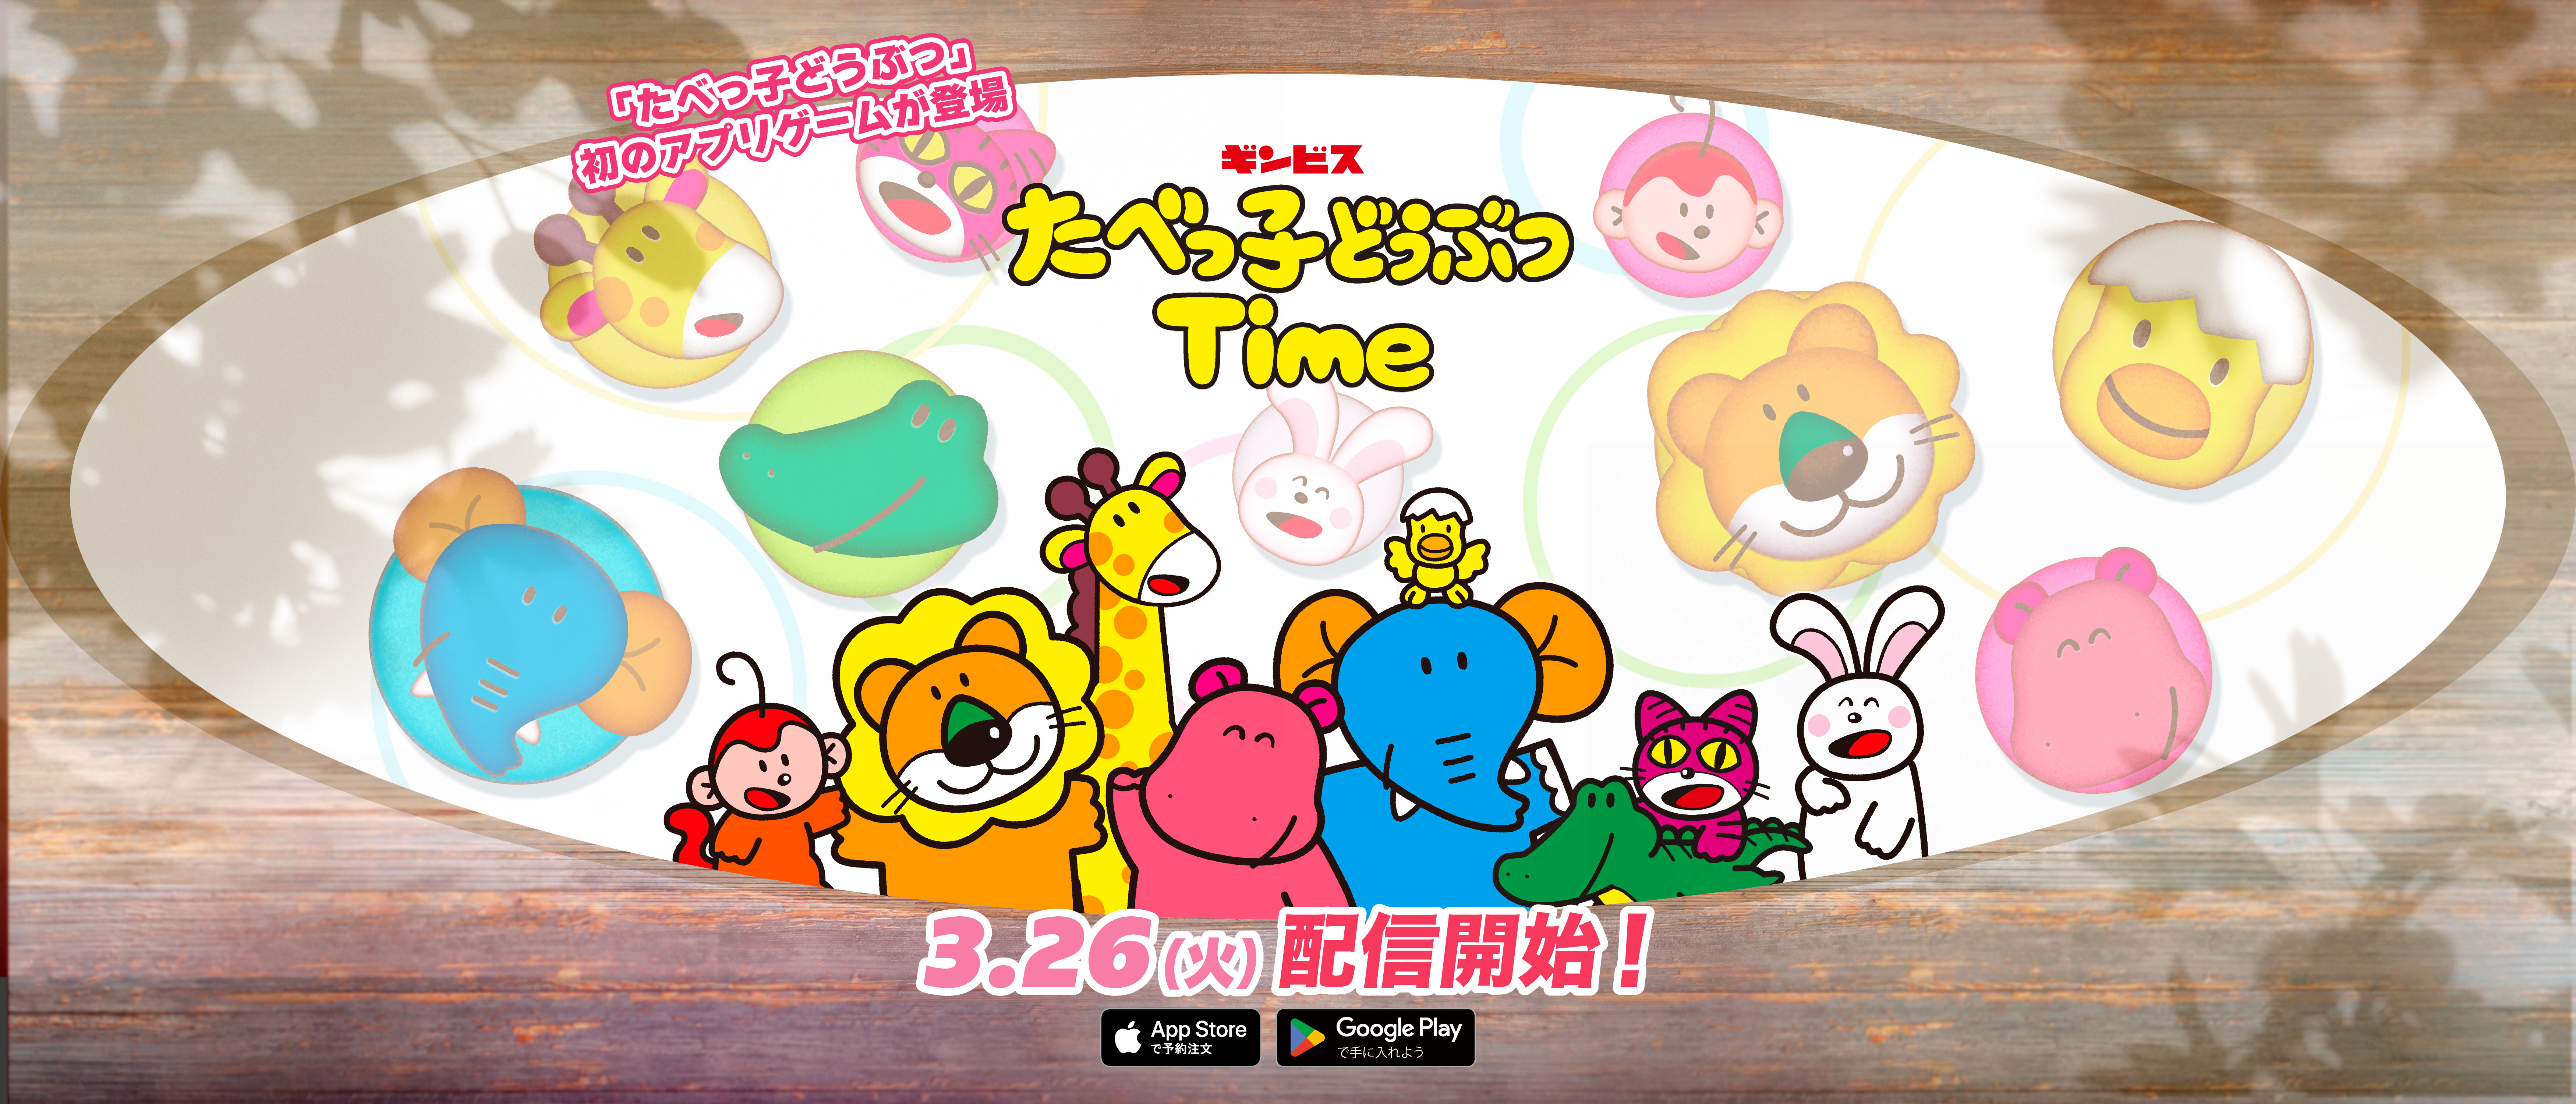 「たべっ子どうぶつ」
初のアプリゲームが登場
ギンビス
たべっ子どうぶつ
Time
3.26(火) 配信開始!
App Store
で予約注文
Google Play
で手に入れよう